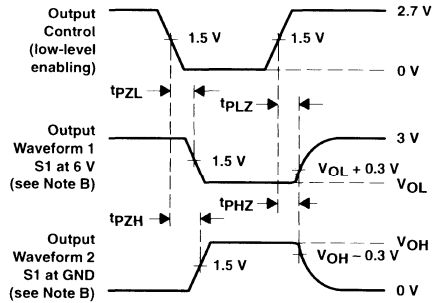 Output
Control
(low-level
enabling)
2.7 V
1.5 V
1.5 V
0 V
tPZL
tPLZ
Output
Waveform 1
S1 at 6 V
(see Note B)
3 V
1.5 V
VOL + 0.3 V
VOL
tPZH
tPHZ
Output
Waveform 2
S1 at GND
(see Note B)
VOH
1.5 V
VOH − 0.3 V
0 V